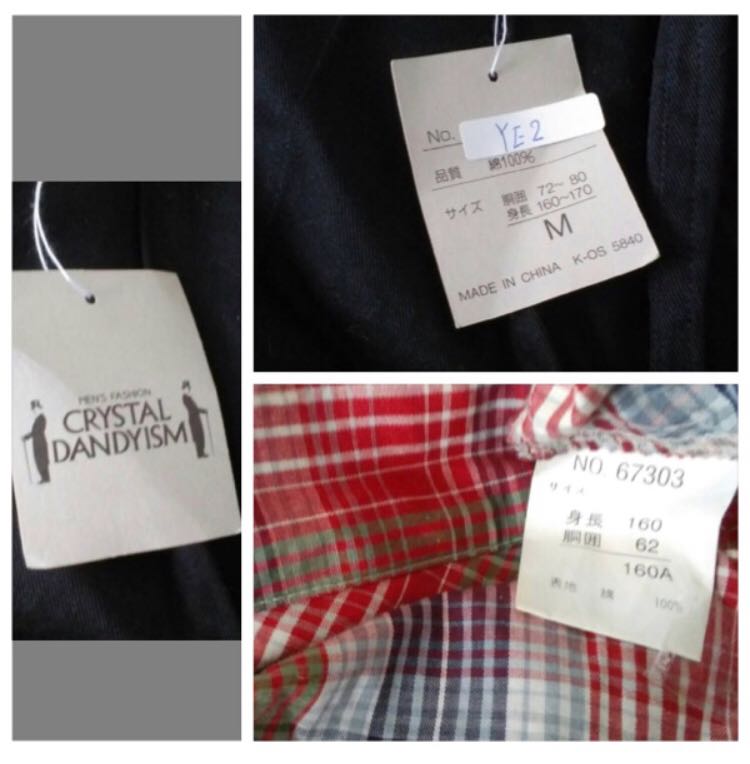 MEN'S FASHION
CRYSTAL
DANDYISM
No. YE2
品質 綿100%
サイズ 胴囲 72~80
身長 160~170
M
MADE IN CHINA K-OS 5840
NO. 67303
サイズ
身長 160
胴囲 62
160A
表地 綿 100%